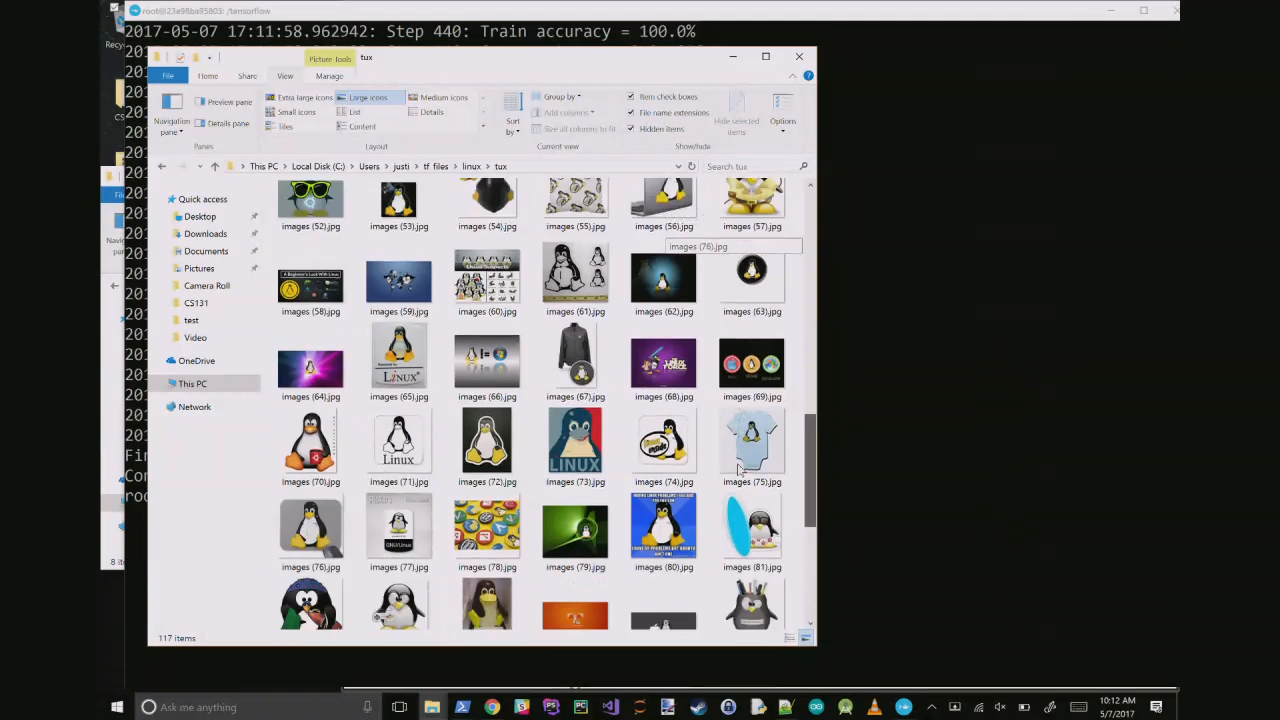 root@23a98ba95803: /tensorflow
2017-05-07 17:11:58.962942: Step 440: Train accuracy = 100.0%
Picture Tools
tux
File
Home
Share
View
Manage
Navigation pane
Preview pane
Details pane
Extra large icons
Large icons
Medium icons
Small icons
List
Details
Tiles
Content
Sort by
Group by
Add columns
Size all columns to fit
Item check boxes
File name extensions
Hidden items
Hide selected items
Options
Panes
Layout
Current view
Show/hide
This PC
Local Disk (C:)
Users
justi
tf files
linux
tux
Search tux
Quick access
Desktop
Downloads
Documents
Pictures
Camera Roll
CS131
test
Video
OneDrive
This PC
Network
images (52).jpg
images (53).jpg
images (54).jpg
images (55).jpg
images (56).jpg
images (57).jpg
images (76).jpg
images (58).jpg
images (59).jpg
images (60).jpg
images (61).jpg
images (62).jpg
images (63).jpg
images (64).jpg
images (65).jpg
images (66).jpg
images (67).jpg
images (68).jpg
images (69).jpg
LINUX
Linux
images (70).jpg
images (71).jpg
images (72).jpg
images (73).jpg
images (74).jpg
images (75).jpg
GNU/Linux
images (76).jpg
images (77).jpg
images (78).jpg
images (79).jpg
images (80).jpg
images (81).jpg
117 items
Ask me anything
10:12 AM
5/7/2017